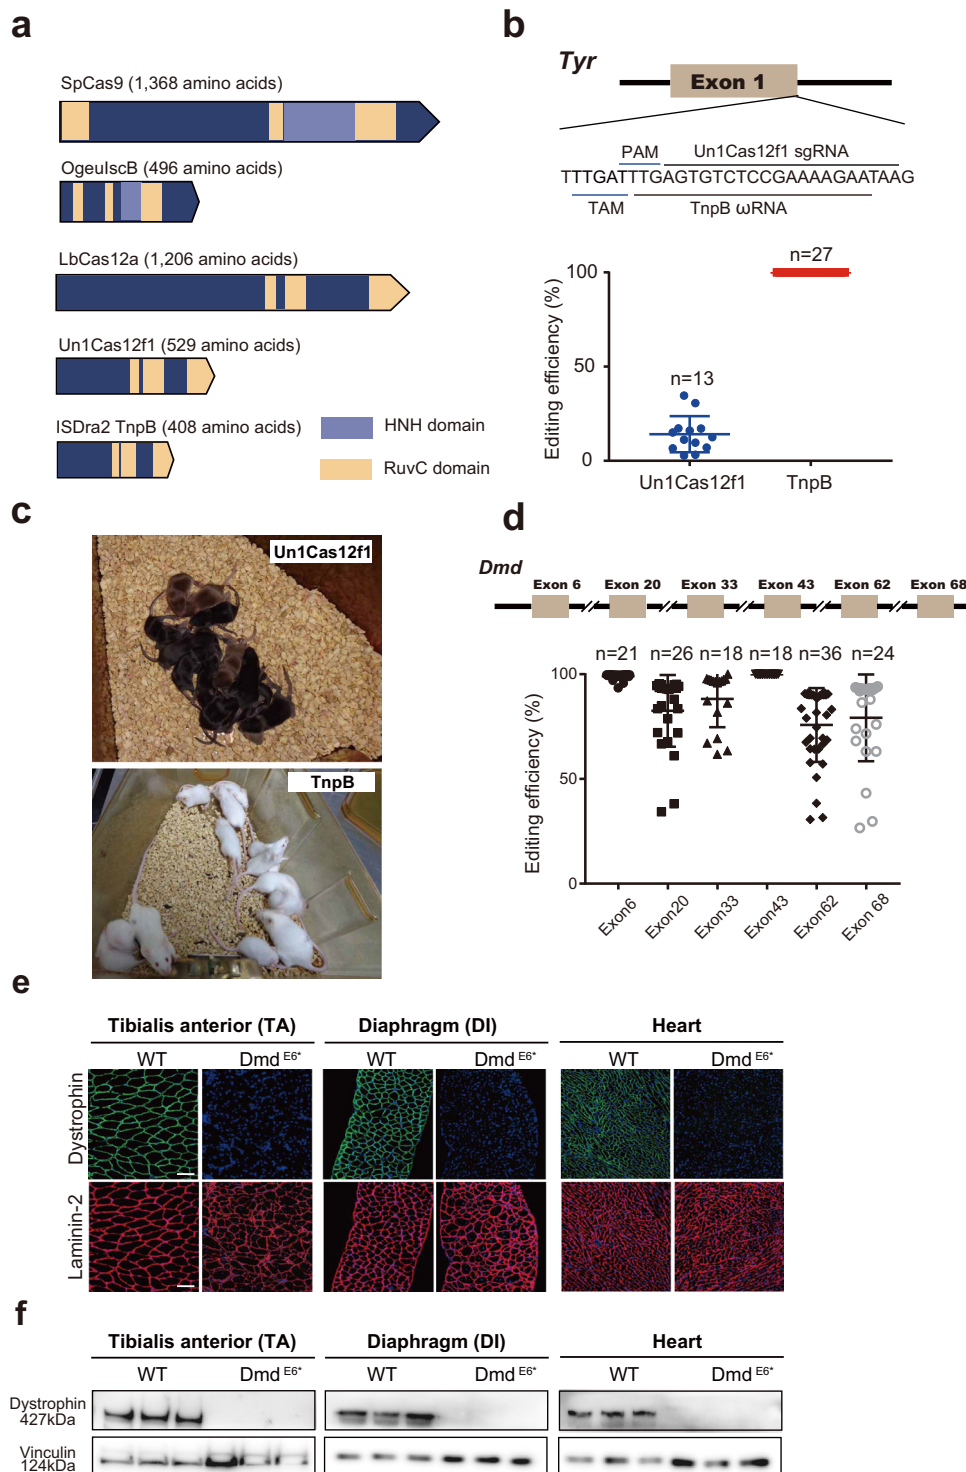 a
SpCas9 (1,368 amino acids)
OgeuIscB (496 amino acids)
LbCas12a (1,206 amino acids)
Un1Cas12f1 (529 amino acids)
ISDra2 TnpB (408 amino acids)
HNH domain
RuvC domain
b
Tyr
Exon 1
PAM
Un1Cas12f1 sgRNA
TTTGATTTGAGTGTCTCCGAAAAGAATAAG
TAM
TnpB ωRNA
Editing efficiency (%)
100
50
0
n=13
n=27
Un1Cas12f1
TnpB
c
Un1Cas12f1
TnpB
d
Dmd
Exon 6 Exon 20 Exon 33 Exon 43 Exon 62 Exon 68
n=21 n=26 n=18 n=18 n=36 n=24
Editing efficiency (%)
100
50
0
Exon6 Exon20 Exon33 Exon43 Exon62 Exon 68
e
Tibialis anterior (TA) Diaphragm (DI) Heart
WT Dmd E6* WT Dmd E6* WT Dmd E6*
Dystrophin
Laminin-2
f
Tibialis anterior (TA) Diaphragm (DI) Heart
WT Dmd E6* WT Dmd E6* WT Dmd E6*
Dystrophin
427kDa
Vinculin
124kDa